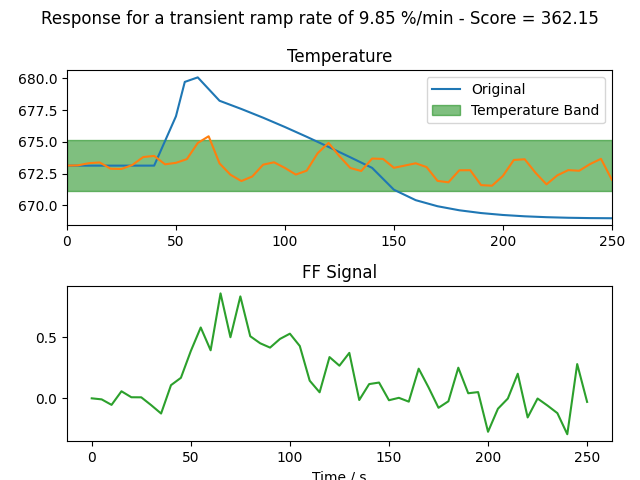 Response for a transient ramp rate of 9.85 %/min - Score = 362.15
Temperature
680.0
677.5
675.0
672.5
670.0
Original
Temperature Band
0 50 100 150 200 250
FF Signal
0.5
0.0
0 50 100 150 200 250
Time / s